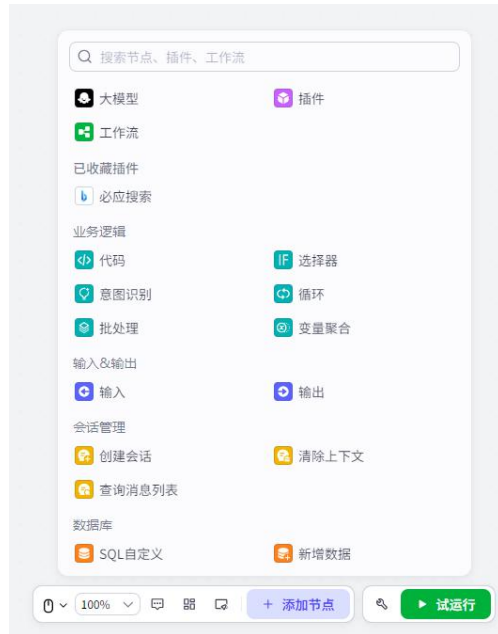 搜索节点、插件、工作流
大模型 插件
工作流
已收藏插件
b 必应搜索
业务逻辑
</> 代码 IF 选择器
意图识别 循环
批处理 (x) 变量聚合
输入&输出
输入 输出
会话管理
创建会话 清除上下文
查询消息列表
数据库
SQL自定义 新增数据
100% + 添加节点 试运行